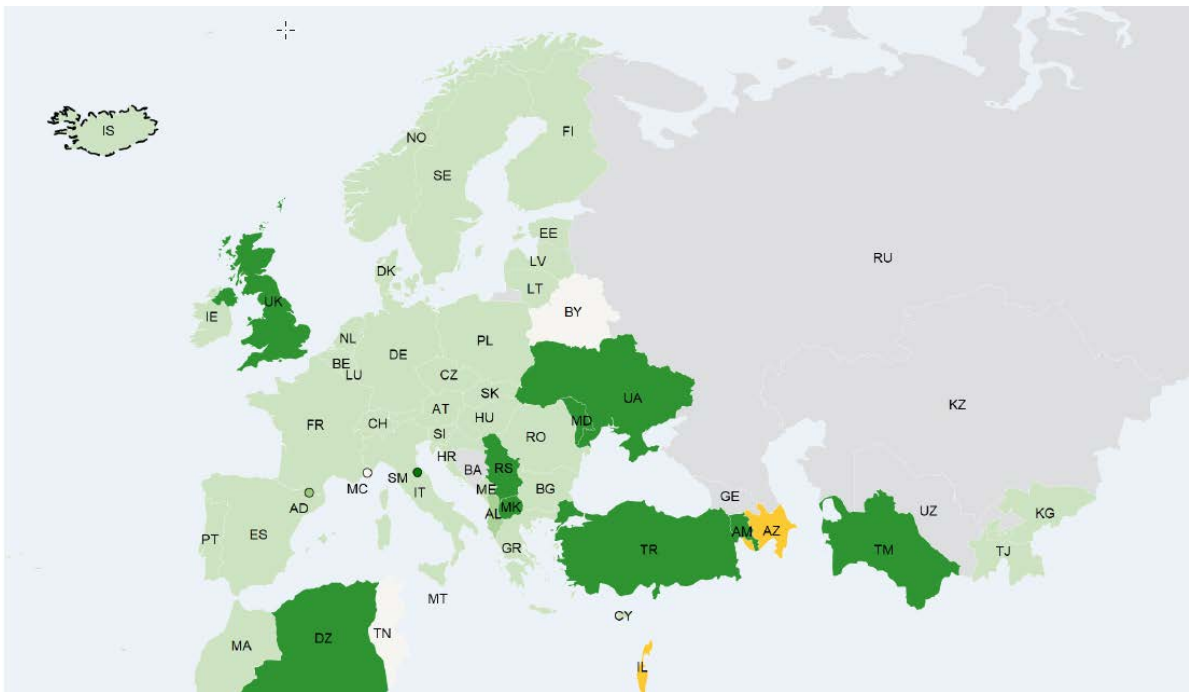 IS
NO
FI
SE
EE
RU
LV
DK
LT
UK
BY
IE
NL
PL
DE
BE
LU
CZ
SK
UA
KZ
AT
HU
FR
CH
MD
SI
RO
HR
BA
RS
MC
SM
IT
ME
BG
GE
AD
MK
UZ
KG
AL
ES
AM
AZ
PT
GR
TR
TM
TJ
MT
CY
TN
DZ
MA
IL